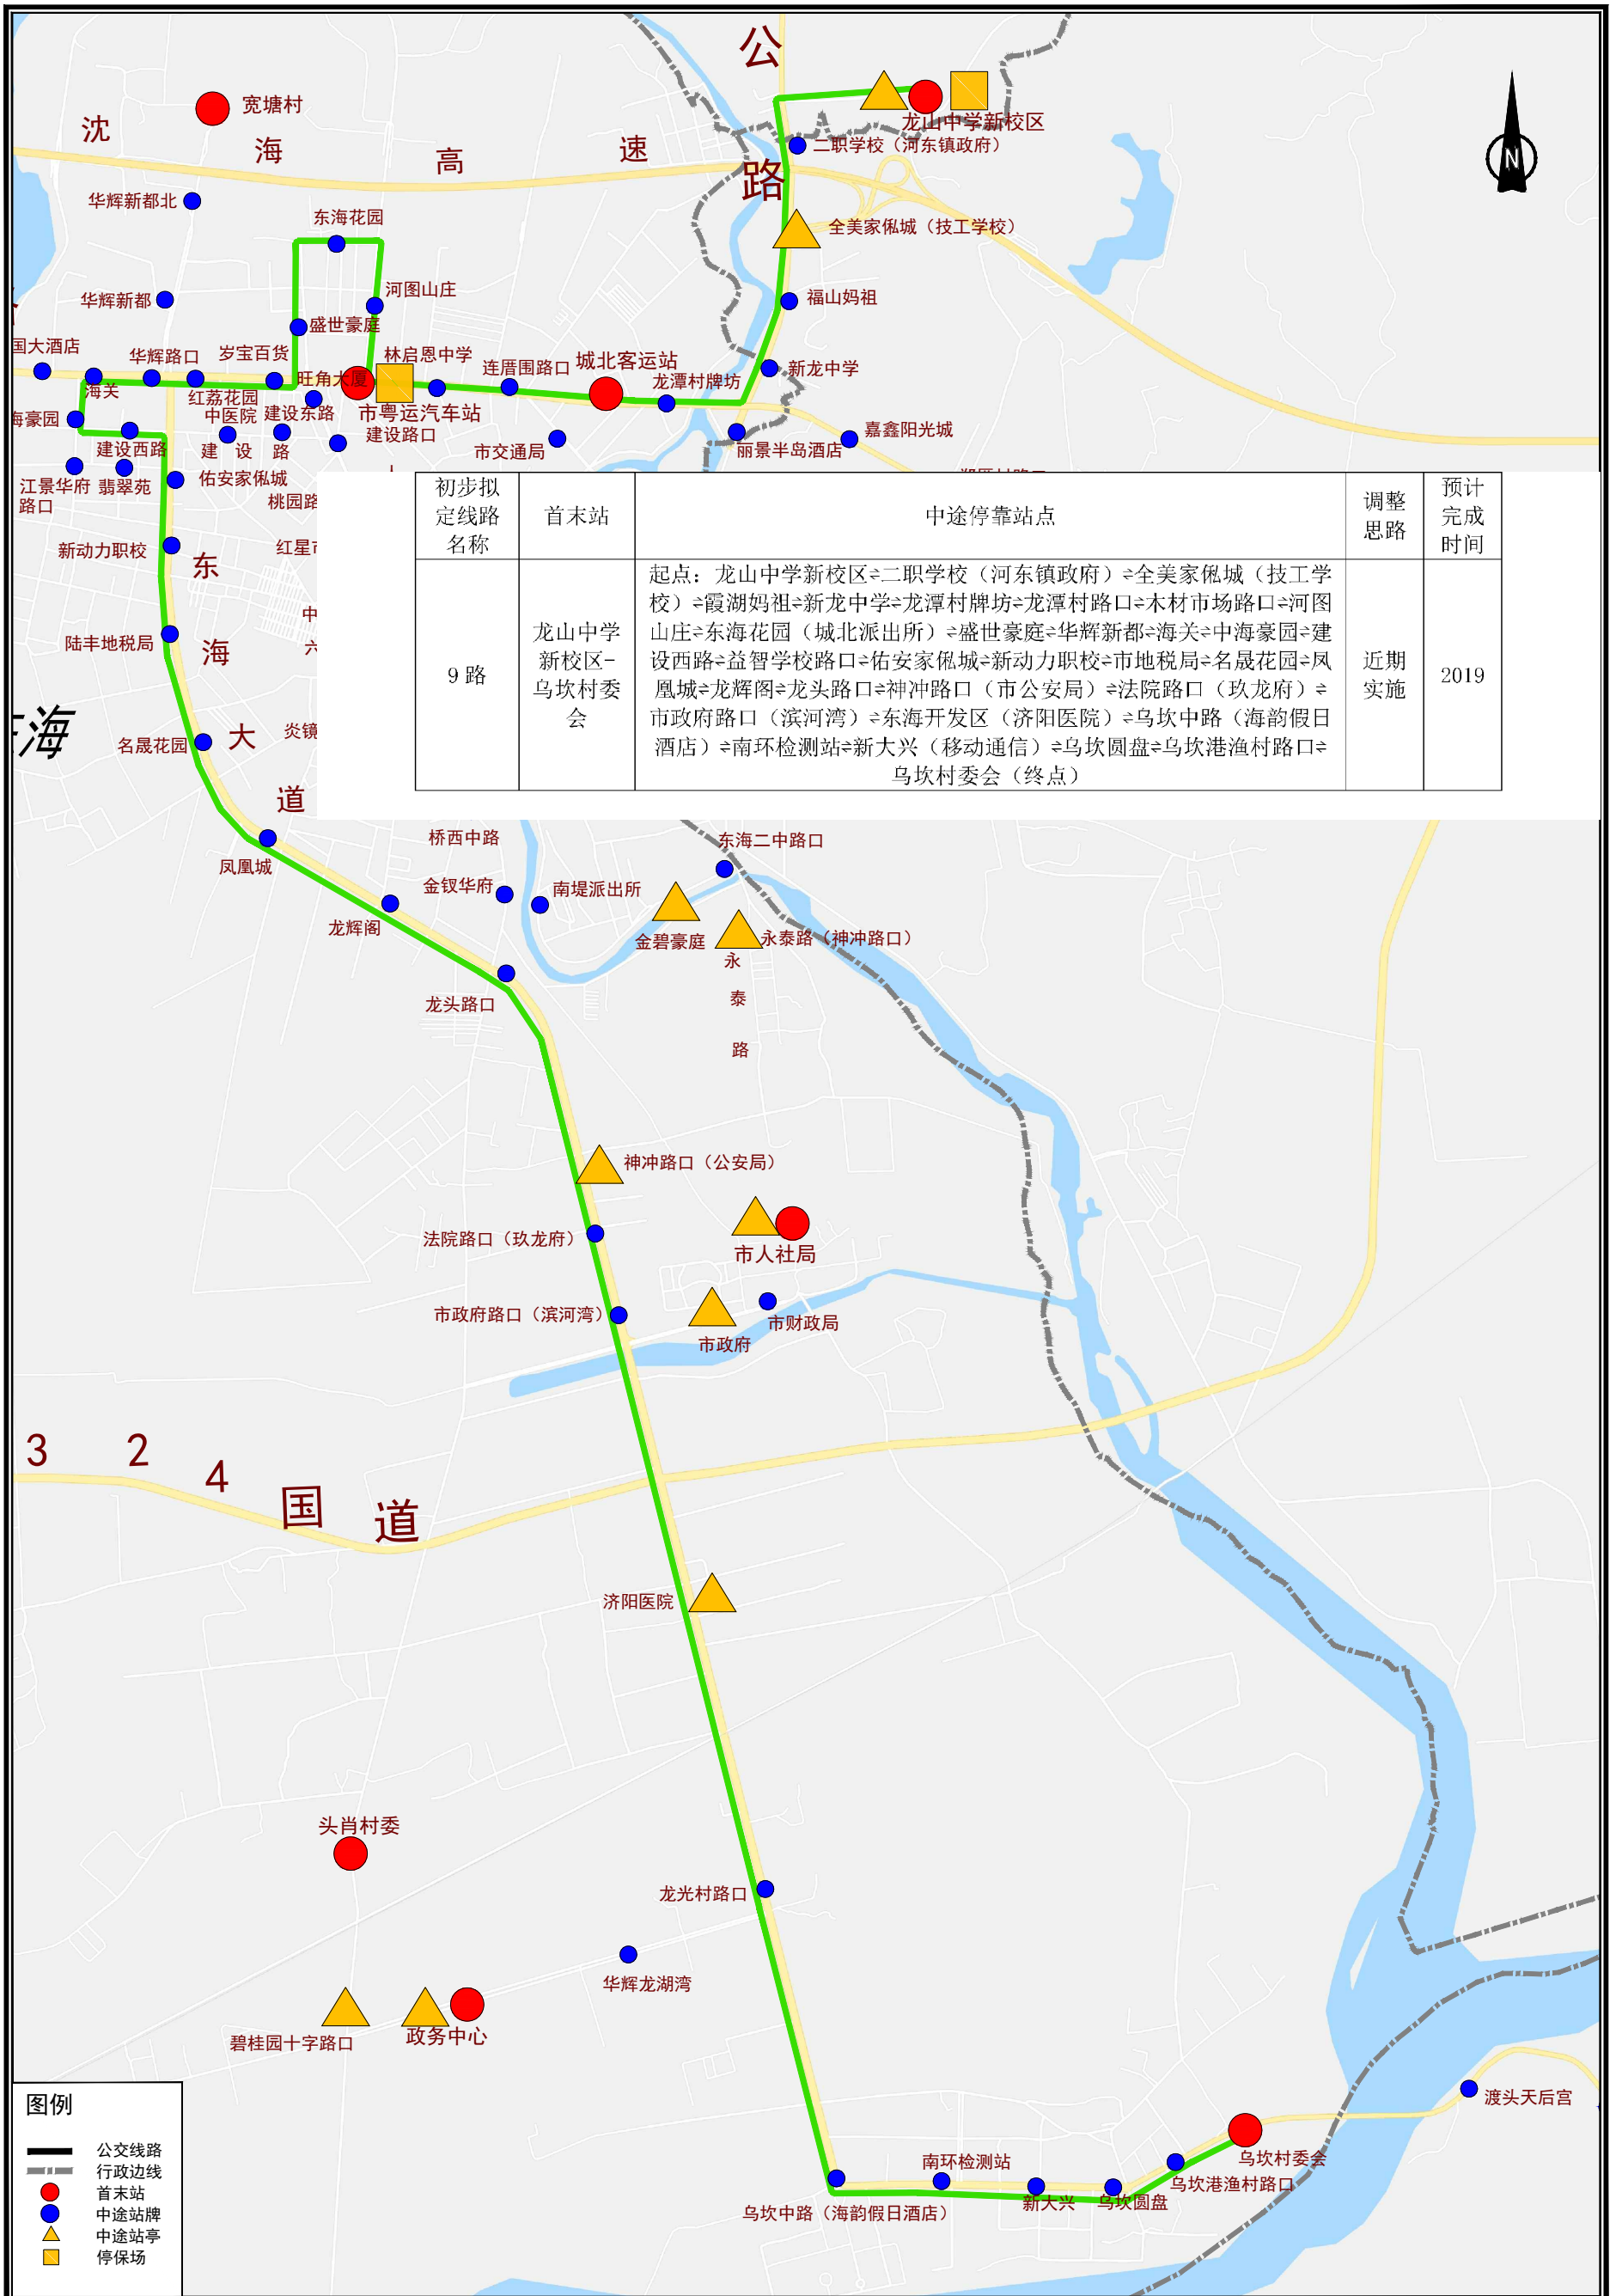 公
路
沈
海
高
速
宽塘村
龙山中学新校区
二职学校（河东镇政府）
华辉新都北
东海花园
全美家俬城（技工学校）
华辉新都
河图山庄
福山妈祖
盛世豪庭
国大酒店
华辉路口
岁宝百货
林启恩中学
连厝围路口
城北客运站
新龙中学
海关
红荔花园
旺角大厦
龙潭村牌坊
海豪园
中医院
建设东路
市粤运汽车站
建设路口
建设西路
建 设 路
市交通局
丽景半岛酒店
嘉鑫阳光城
江景华府
路口
翡翠苑
佑安家俬城
桃园路
初步拟
定线路
名称
首末站
中途停靠站点
调整
思路
预计
完成
时间
9 路
龙山中学
新校区-
乌坎村委
会
起点：龙山中学新校区⇌二职学校（河东镇政府）⇌全美家俬城（技工学
校）⇌霞湖妈祖⇌新龙中学⇌龙潭村牌坊⇌龙潭村路口⇌木材市场路口⇌河图
山庄⇌东海花园（城北派出所）⇌盛世豪庭⇌华辉新都⇌海关⇌中海豪园⇌建
设西路⇌益智学校路口⇌佑安家俬城⇌新动力职校⇌市地税局⇌名晟花园⇌凤
凰城⇌龙辉阁⇌龙头路口⇌神冲路口（市公安局）⇌法院路口（玖龙府）⇌
市政府路口（滨河湾）⇌东海开发区（济阳医院）⇌乌坎中路（海韵假日
酒店）⇌南环检测站⇌新大兴（移动通信）⇌乌坎圆盘⇌乌坎港渔村路口⇌
乌坎村委会（终点）
近期
实施
2019
新动力职校
红星
东
中
陆丰地税局
海
六
海
名晟花园
大
炎镜
道
凤凰城
桥西中路
东海二中路口
金钗华府
南堤派出所
龙辉阁
金碧豪庭
永泰路（神冲路口）
永
泰
路
龙头路口
神冲路口（公安局）
法院路口（玖龙府）
市人社局
市政府路口（滨河湾）
市财政局
市政府
3 2 4 国 道
济阳医院
头肖村委
龙光村路口
华辉龙湖湾
碧桂园十字路口
政务中心
渡头天后宫
乌坎村委会
南环检测站
乌坎港渔村路口
新大兴
乌坎圆盘
乌坎中路（海韵假日酒店）
图例
公交线路
行政边线
首末站
中途站牌
中途站亭
停保场
N